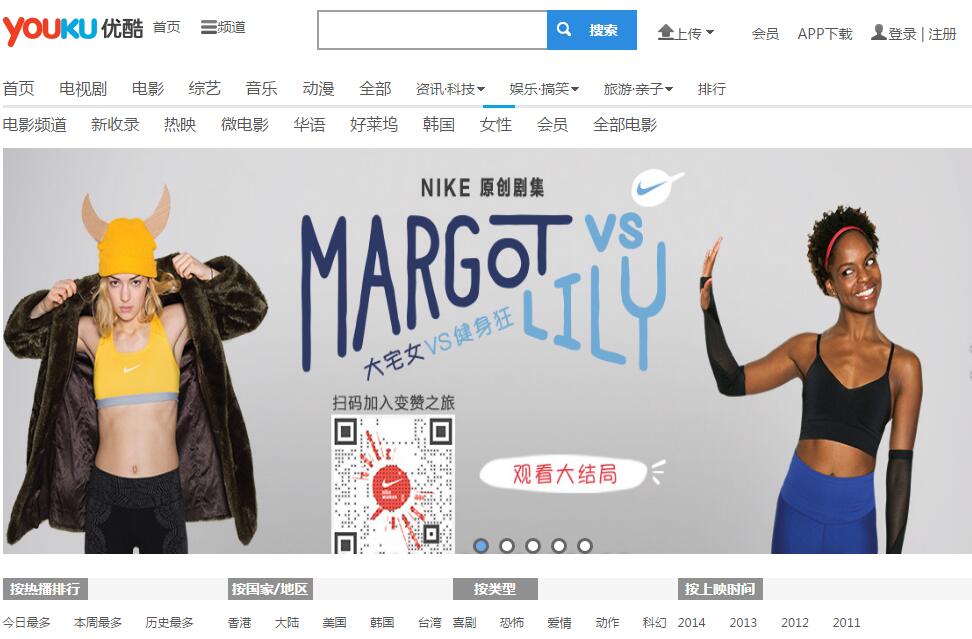 YOUKU 优酷 首页 频道 搜索 上传 会员 APP下载 登录 | 注册
首页 电视剧 电影 综艺 音乐 动漫 全部 资讯·科技 娱乐·搞笑 旅游·亲子 排行
电影频道 新收录 热映 微电影 华语 好莱坞 韩国 女性 会员 全部电影
NIKE 原创剧集
MARGOT VS
LILY
大宅女VS健身狂
扫码加入变赞之旅
观看大结局
按热播排行 按国家/地区 按类型 按上映时间
今日最多 本周最多 历史最多 香港 大陆 美国 韩国 台湾 喜剧 恐怖 爱情 动作 科幻 2014 2013 2012 2011